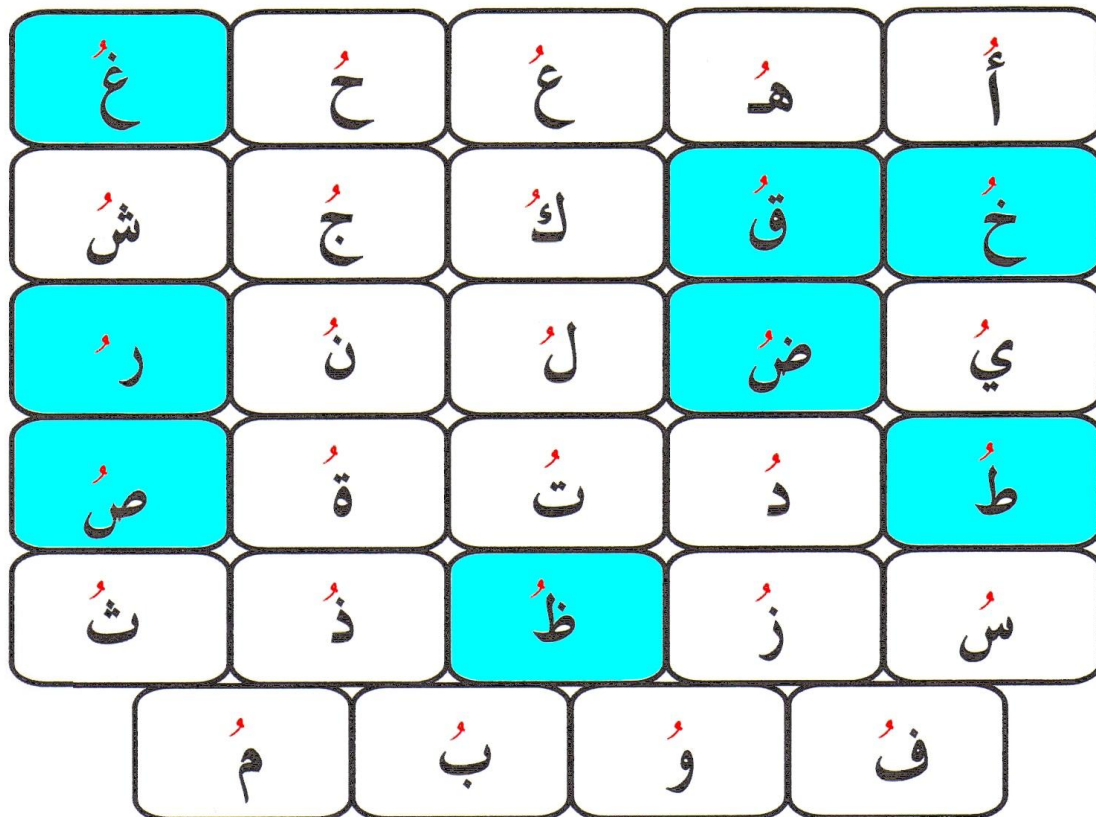 أُ هُـ عُ حُ غُ
خُ قُ كُ جُ شُ
يُ ضُ لُ نُ رُ
طُ دُ تُ ةُ صُ
سُ زُ ظُ ذُ ثُ
فُ وُ بُ مُ